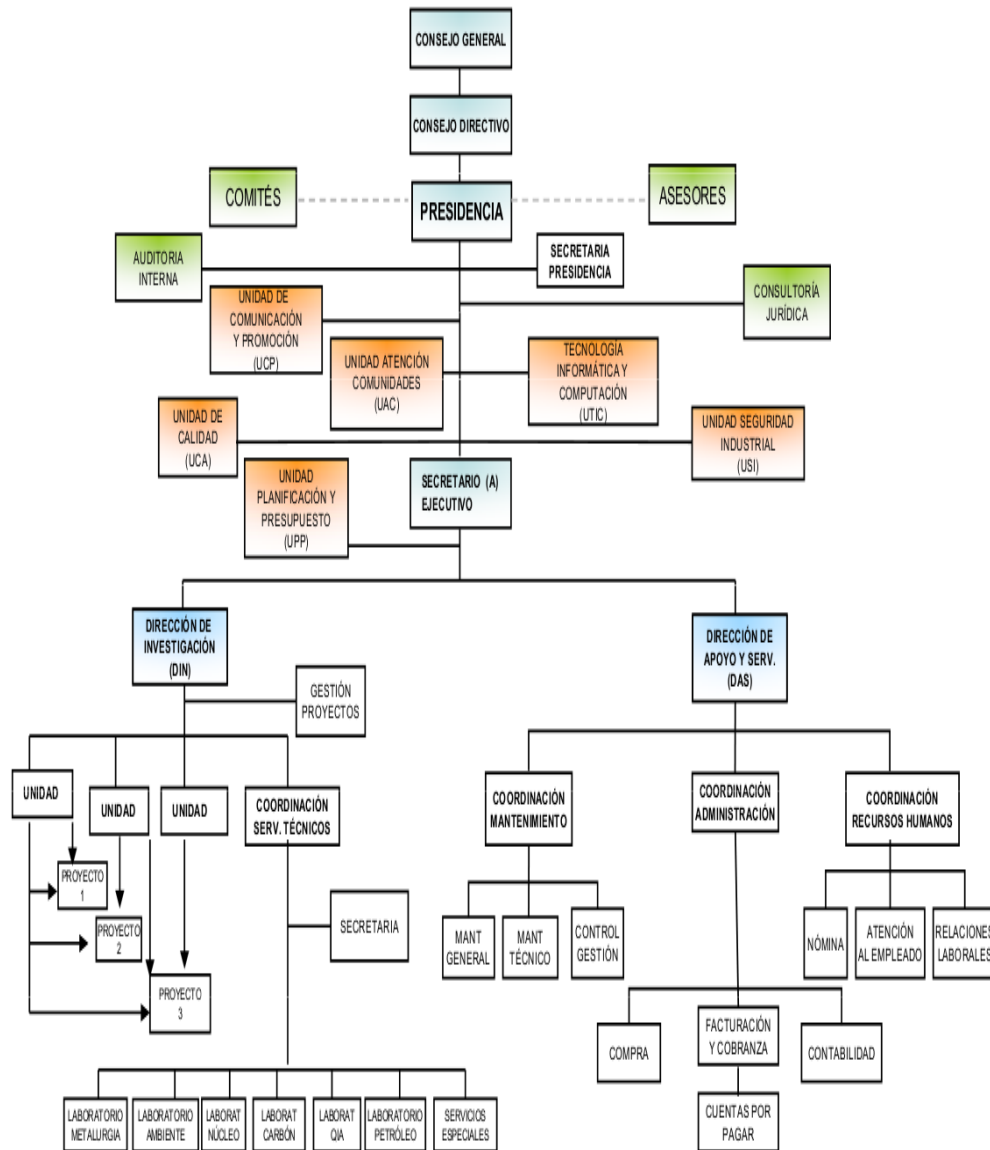 CONSEJO GENERAL
CONSEJO DIRECTIVO
COMITÉS
PRESIDENCIA
ASESORES
AUDITORIA
INTERNA
SECRETARIA
PRESIDENCIA
CONSULTORÍA
JURÍDICA
UNIDAD DE
COMUNICACIÓN
Y PROMOCIÓN
(UCP)
UNIDAD ATENCIÓN
COMUNIDADES
(UAC)
TECNOLOGÍA
INFORMÁTICA Y
COMPUTACIÓN
(UTIC)
UNIDAD DE
CALIDAD
(UCA)
UNIDAD SEGURIDAD
INDUSTRIAL
(USI)
UNIDAD
PLANIFICACIÓN Y
PRESUPUESTO
(UPP)
SECRETARIO (A)
EJECUTIVO
DIRECCIÓN DE
INVESTIGACIÓN
(DIN)
DIRECCIÓN DE
APOYO Y SERV.
(DAS)
GESTIÓN
PROYECTOS
UNIDAD
UNIDAD
UNIDAD
COORDINACIÓN
SERV. TÉCNICOS
COORDINACIÓN
MANTENIMIENTO
COORDINACIÓN
ADMINISTRACIÓN
COORDINACIÓN
RECURSOS HUMANOS
PROYECTO
1
PROYECTO
2
PROYECTO
3
SECRETARIA
MANT
GENERAL
MANT
TÉCNICO
CONTROL
GESTIÓN
NÓMINA
ATENCIÓN
AL EMPLEADO
RELACIONES
LABORALES
COMPRA
FACTURACIÓN
Y COBRANZA
CONTABILIDAD
CUENTAS POR
PAGAR
LABORATORIO
METALURGIA
LABORATORIO
AMBIENTE
LABORAT
NÚCLEO
LABORAT
CARBÓN
LABORAT
QIA
LABORATORIO
PETRÓLEO
SERVICIOS
ESPECIALES